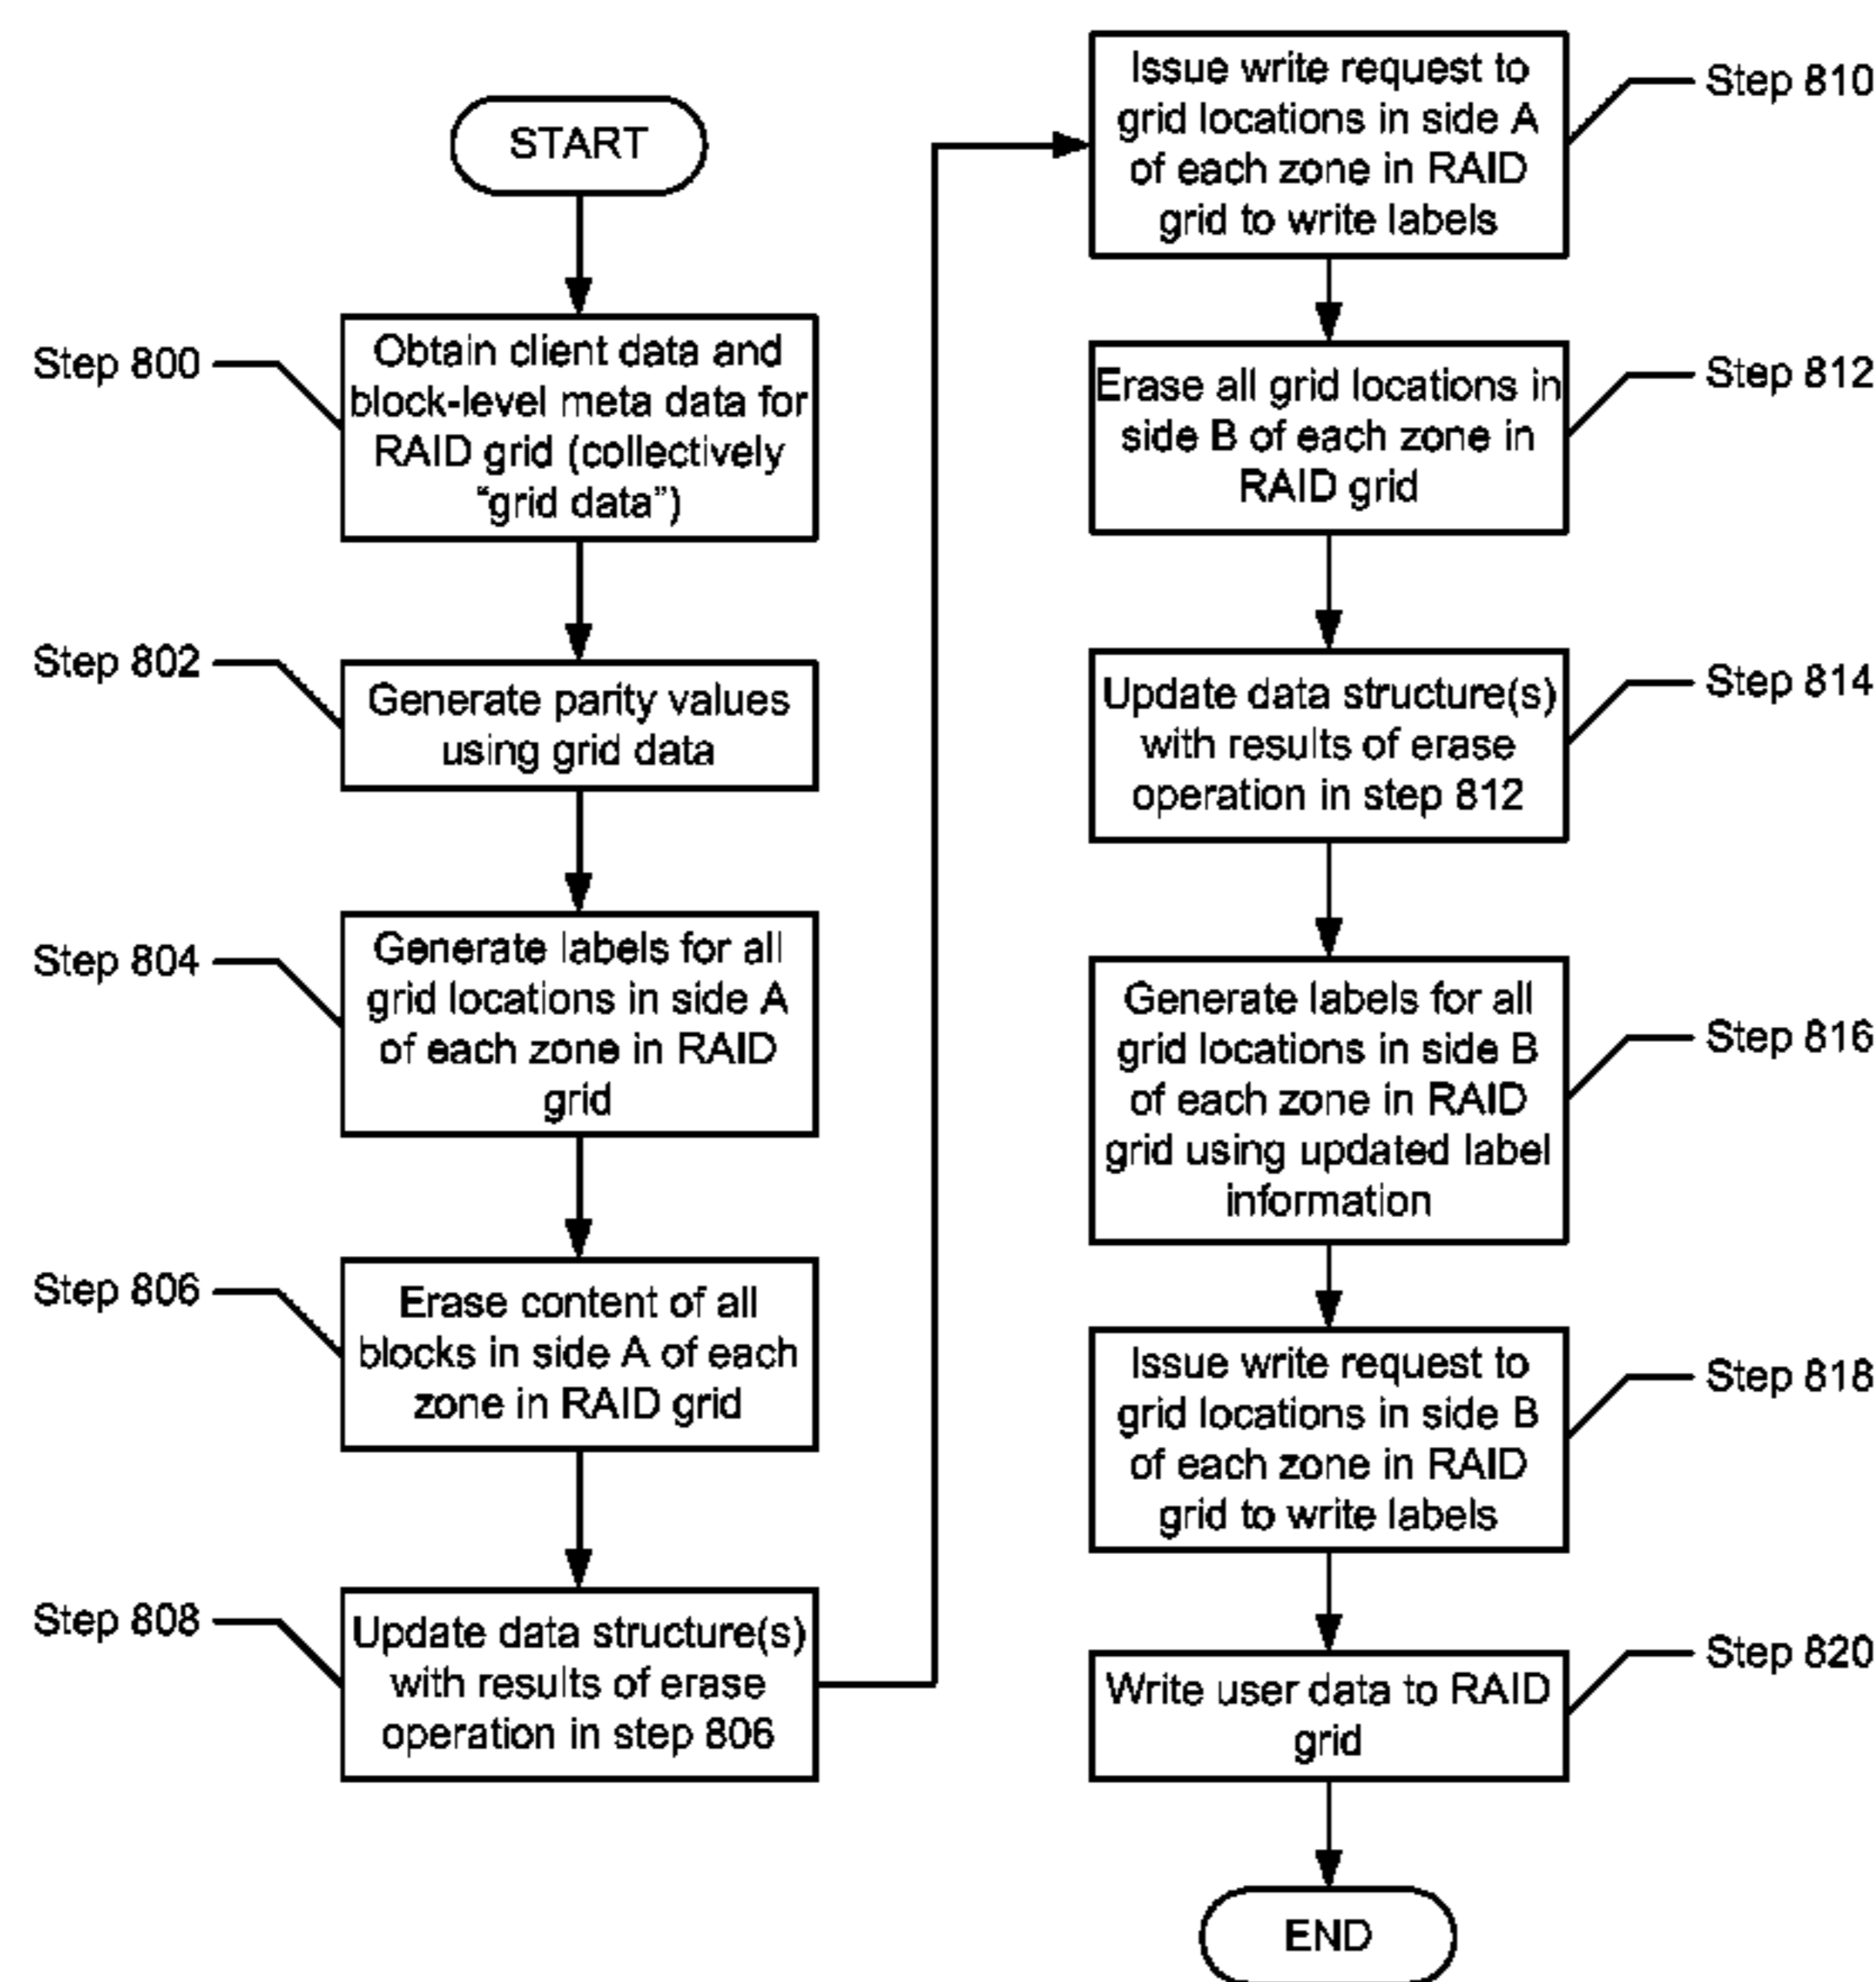 START
Step 800
Obtain client data and
block-level meta data for
RAID grid (collectively
“grid data”)
Step 802
Generate parity values
using grid data
Step 804
Generate labels for all
grid locations in side A
of each zone in RAID
grid
Step 806
Erase content of all
blocks in side A of each
zone in RAID grid
Step 808
Update data structure(s)
with results of erase
operation in step 806
Issue write request to
grid locations in side A
of each zone in RAID
grid to write labels
Step 810
Erase all grid locations in
side B of each zone in
RAID grid
Step 812
Update data structure(s)
with results of erase
operation in step 812
Step 814
Generate labels for all
grid locations in side B
of each zone in RAID
grid using updated label
information
Step 816
Issue write request to
grid locations in side B
of each zone in RAID
grid to write labels
Step 818
Write user data to RAID
grid
Step 820
END